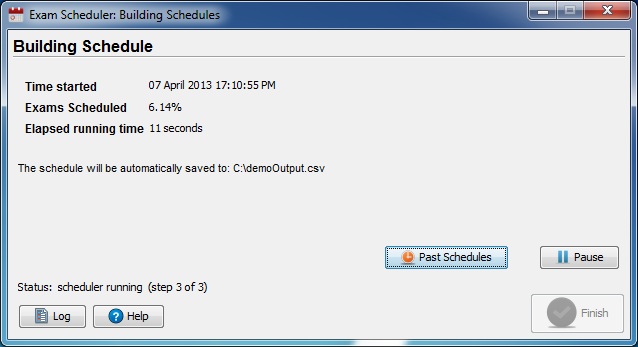 Exam Scheduler: Building Schedules
Building Schedule
Time started 07 April 2013 17:10:55 PM
Exams Scheduled 6.14%
Elapsed running time 11 seconds
The schedule will be automatically saved to: C:\demoOutput.csv
Past Schedules Pause
Status: scheduler running (step 3 of 3)
Log Help Finish